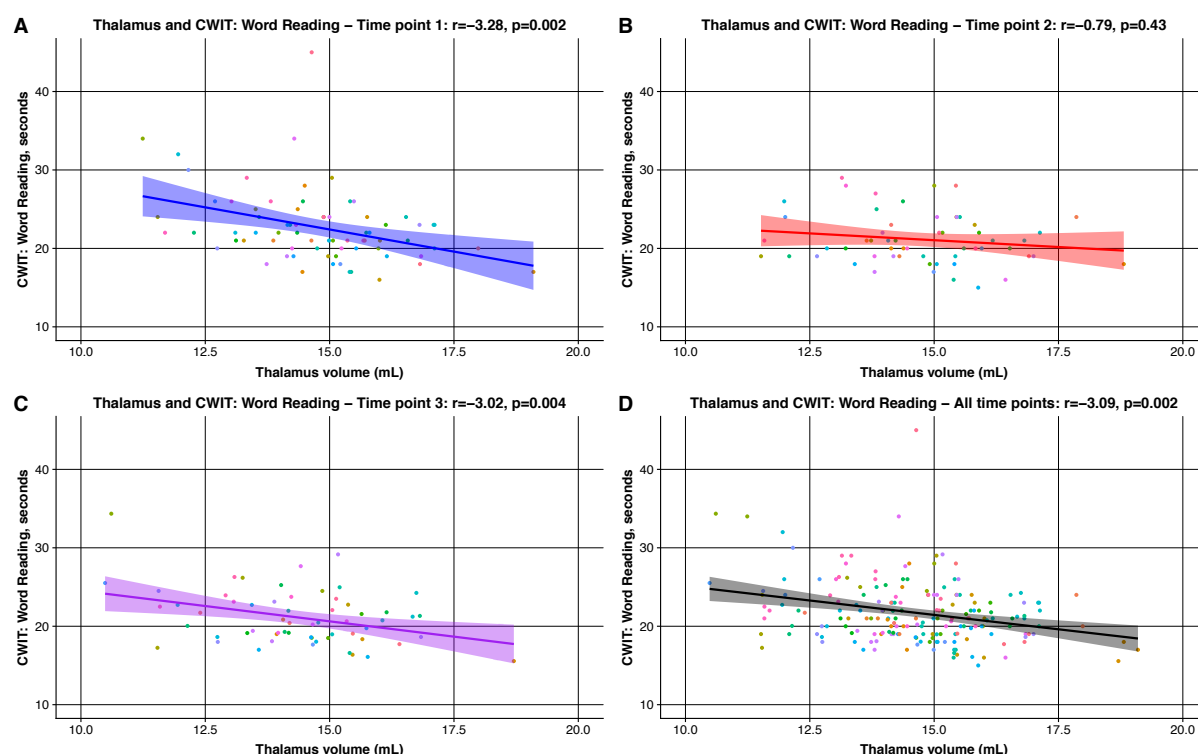 A
Thalamus and CWIT: Word Reading − Time point 1: r=−3.28, p=0.002
CWIT: Word Reading, seconds
40
30
20
10
10.0 12.5 15.0 17.5 20.0
Thalamus volume (mL)
B
Thalamus and CWIT: Word Reading − Time point 2: r=−0.79, p=0.43
CWIT: Word Reading, seconds
40
30
20
10
10.0 12.5 15.0 17.5 20.0
Thalamus volume (mL)
C
Thalamus and CWIT: Word Reading − Time point 3: r=−3.02, p=0.004
CWIT: Word Reading, seconds
40
30
20
10
10.0 12.5 15.0 17.5 20.0
Thalamus volume (mL)
D
Thalamus and CWIT: Word Reading − All time points: r=−3.09, p=0.002
CWIT: Word Reading, seconds
40
30
20
10
10.0 12.5 15.0 17.5 20.0
Thalamus volume (mL)